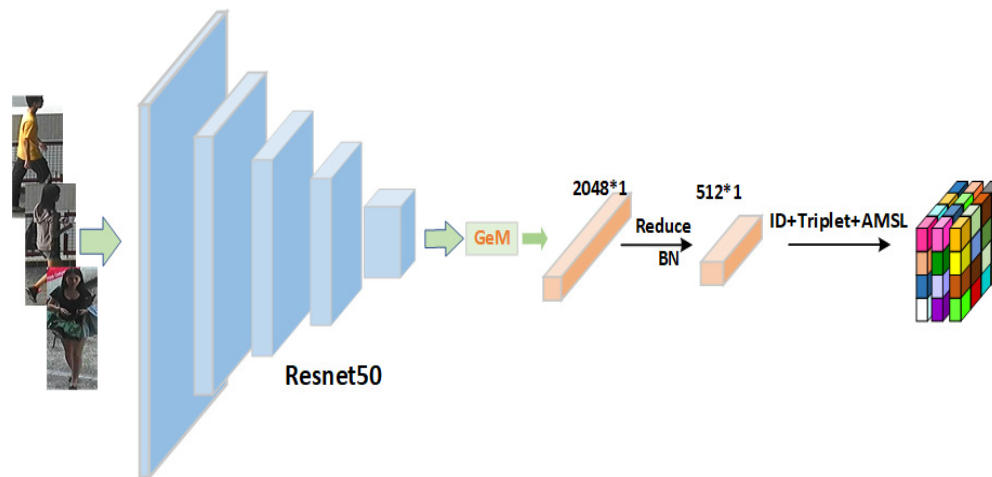 2048*1
512*1
Reduce
BN
ID+Triplet+AMSL
GeM
Resnet50